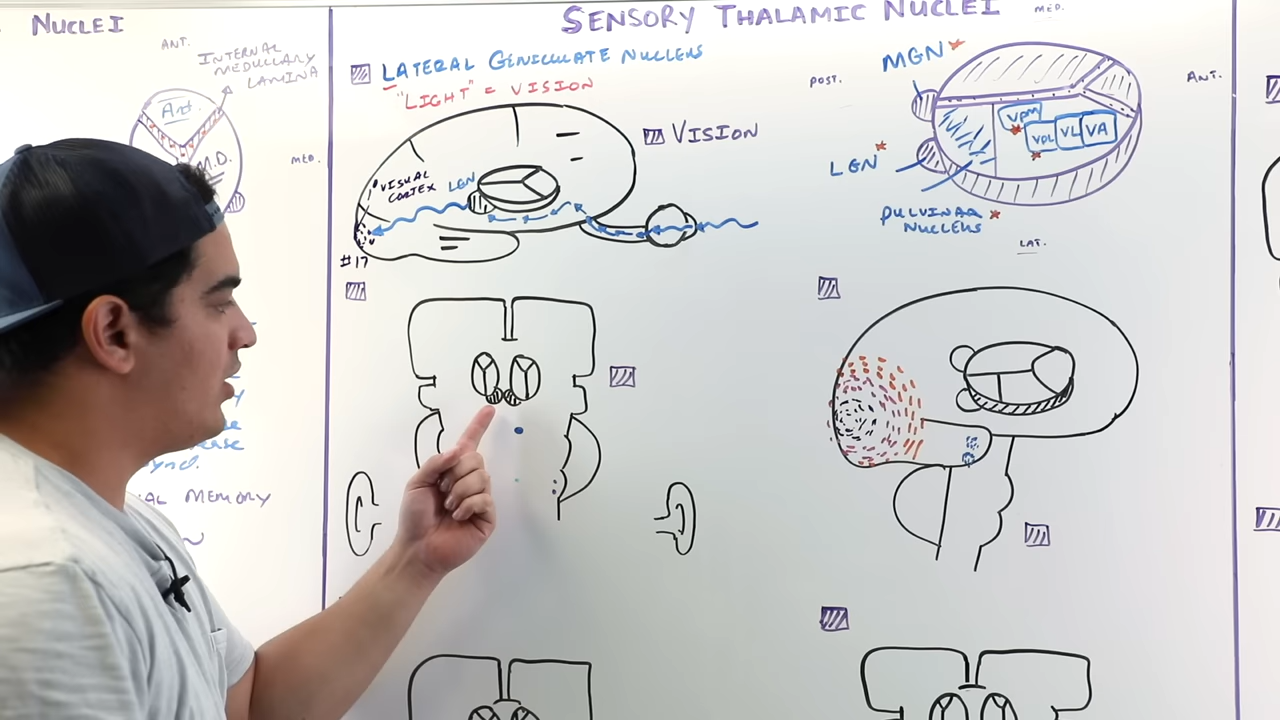 NUCLEI
SENSORY THALAMIC NUCLEI
MED.
ANT.
INTERNAL
MEDULLARY
LAMINA
Ant.
M.D.
MED.
LATERAL GENICULATE NUCLEUS
"LIGHT" = VISION
VISION
VISUAL
CORTEX
LGN
#17
POST.
ANT.
MGN*
LGN*
VPM
VPL
VL
VA
PULVINAR*
NUCLEUS
LAT.
AL MEMORY